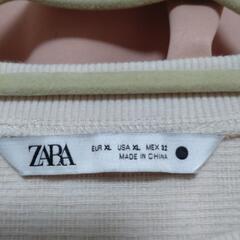 ZARA
EUR XL USA XL MEX 32
MADE IN CHINA